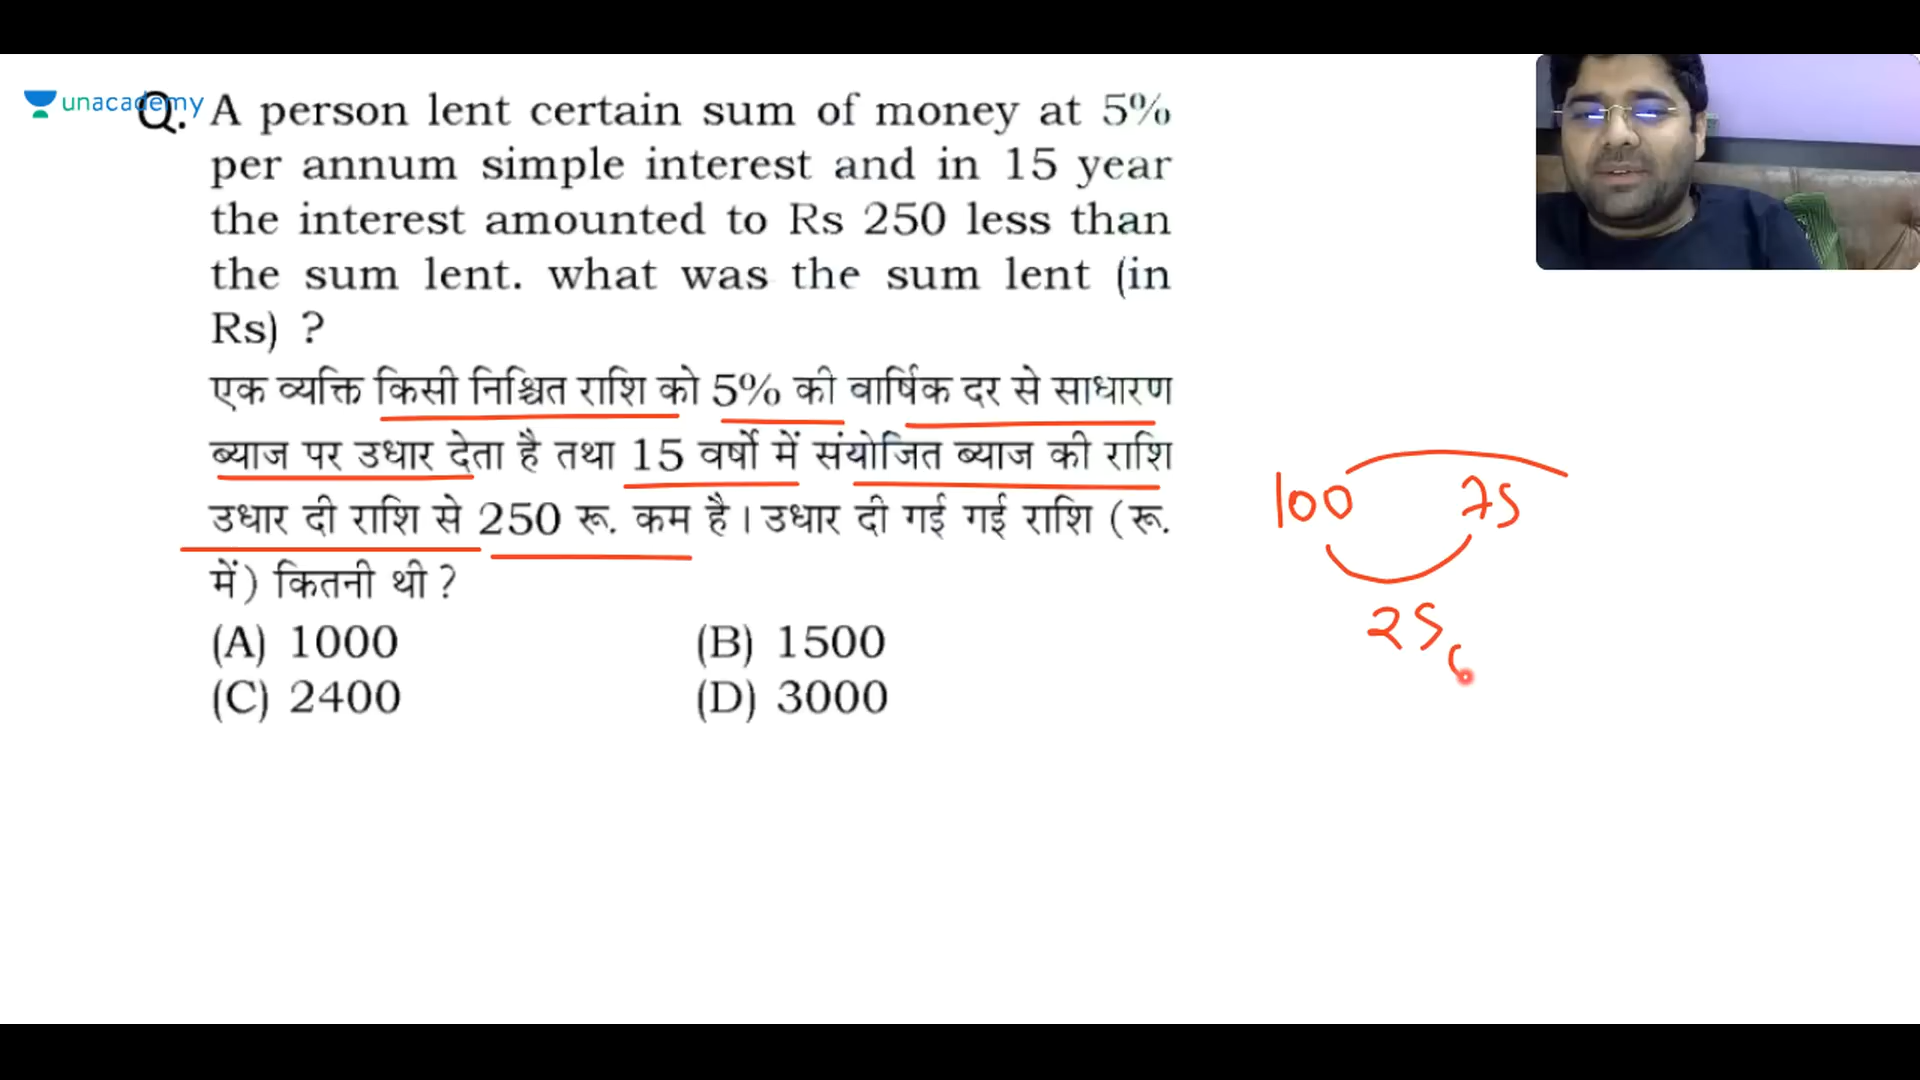 unacademy
Q. A person lent certain sum of money at 5%
per annum simple interest and in 15 year
the interest amounted to Rs 250 less than
the sum lent. what was the sum lent (in
Rs) ?
एक व्यक्ति किसी निश्चित राशि को 5% की वार्षिक दर से साधारण
ब्याज पर उधार देता है तथा 15 वर्षो में संयोजित ब्याज की राशि
उधार दी राशि से 250 रू. कम है। उधार दी गई गई राशि (रू.
में) कितनी थी ?
(A) 1000 (B) 1500
(C) 2400 (D) 3000
100 75
25